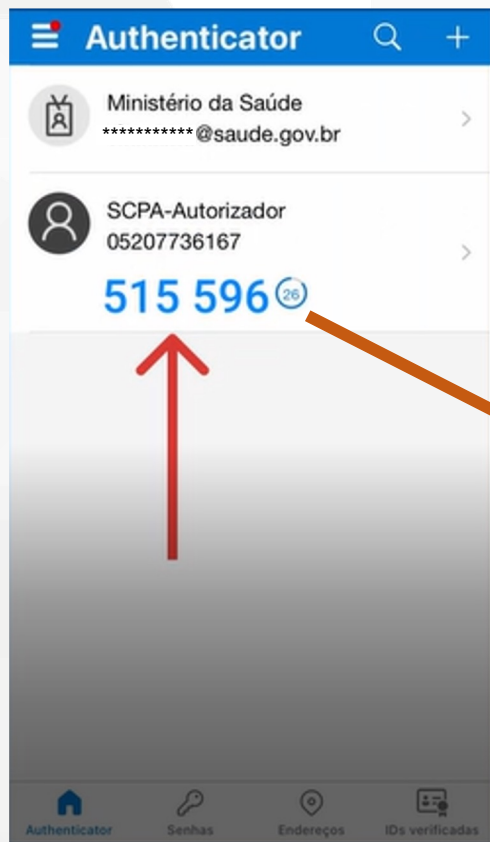 Authenticator
Ministério da Saúde
***********@saude.gov.br
SCPA-Autorizador
05207736167
515 596 26
Authenticator Senhas Endereços IDs verificadas